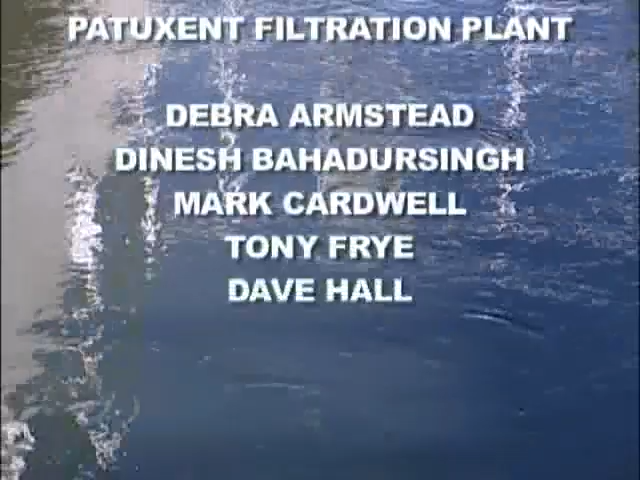 PATUXENT FILTRATION PLANT
DEBRA ARMSTEAD
DINESH BAHADURSINGH
MARK CARDWELL
TONY FRYE
DAVE HALL